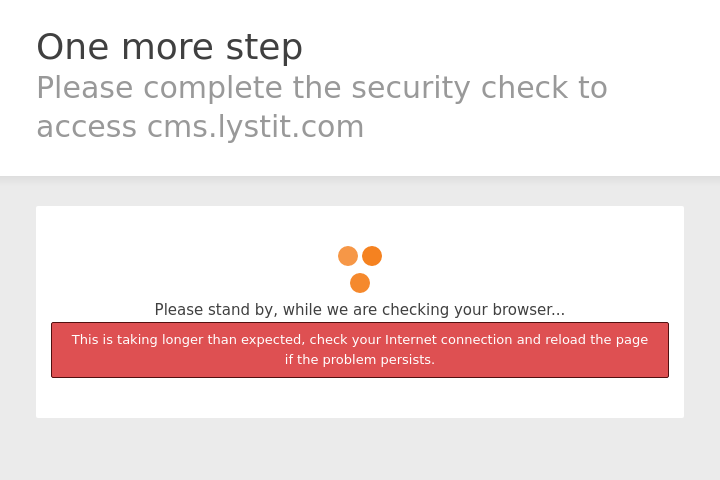 One more step
Please complete the security check to
access cms.lystit.com
Please stand by, while we are checking your browser...
This is taking longer than expected, check your Internet connection and reload the page
if the problem persists.